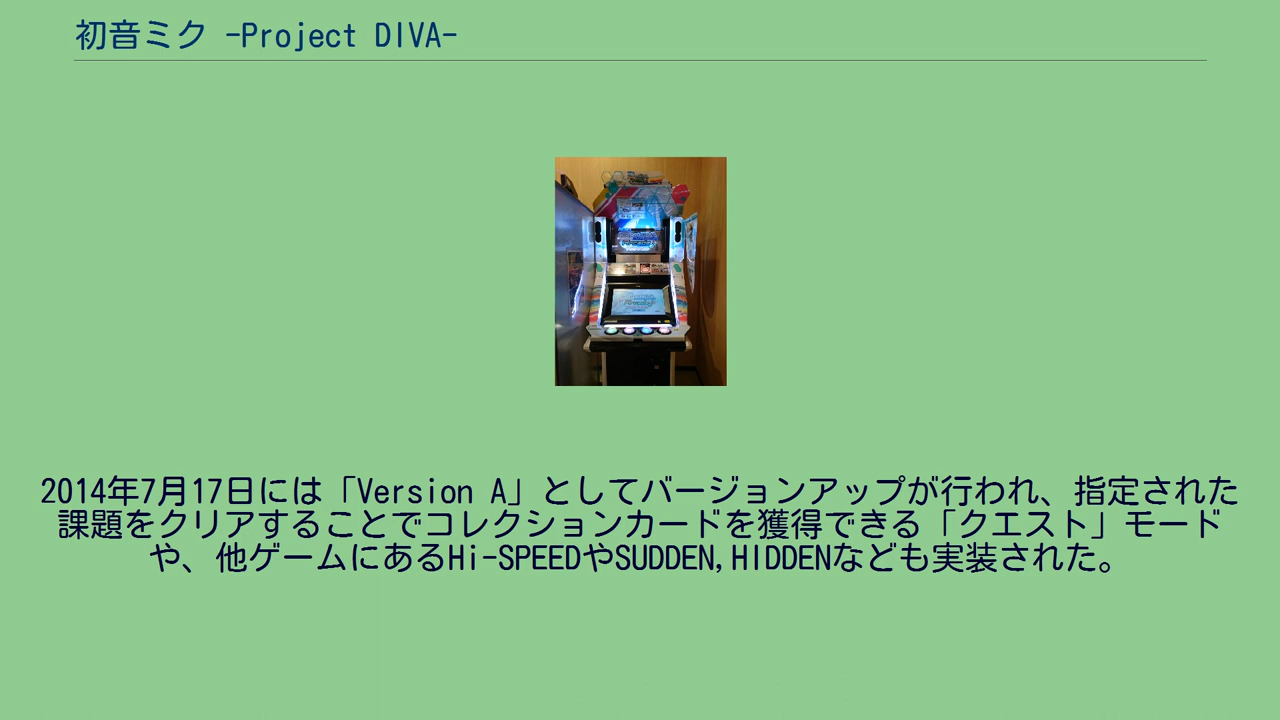 初音ミク -Project DIVA-
2014年7月17日には「Version A」としてバージョンアップが行われ、指定された
課題をクリアすることでコレクションカードを獲得できる「クエスト」モード
や、他ゲームにあるHi-SPEEDやSUDDEN,HIDDENなども実装された。